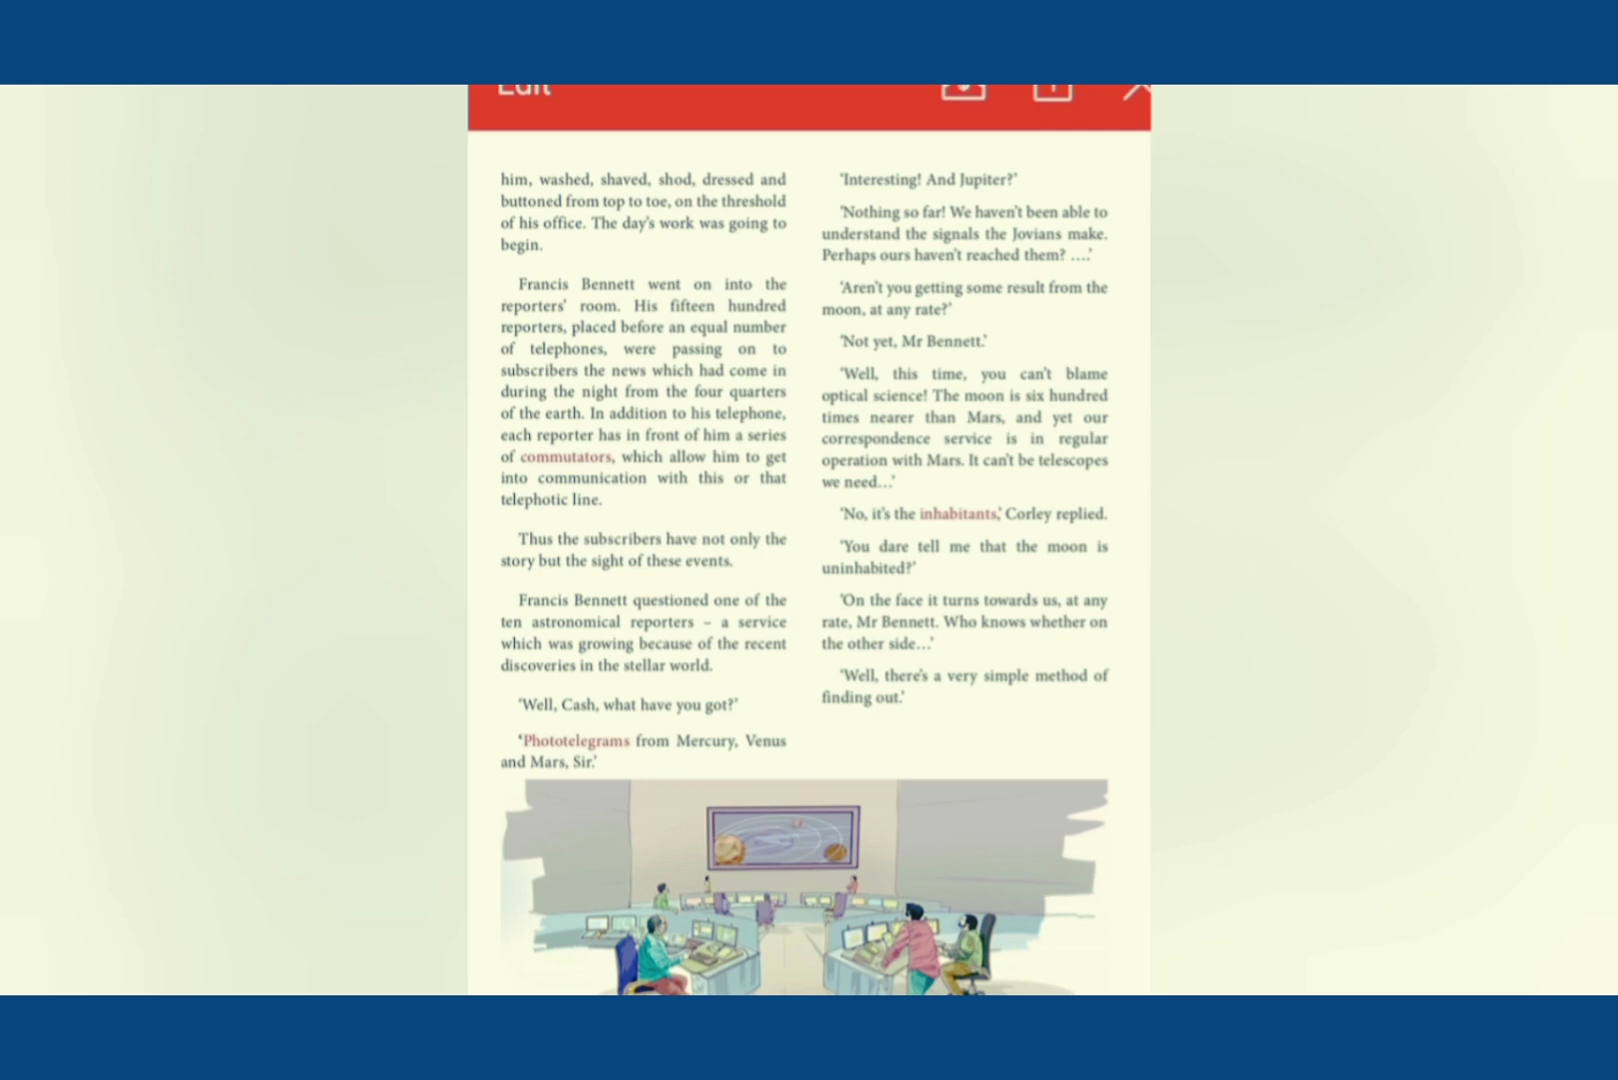 Edit
him, washed, shaved, shod, dressed and
buttoned from top to toe, on the threshold
of his office. The day's work was going to
begin.
Francis Bennett went on into the
reporters' room. His fifteen hundred
reporters, placed before an equal number
of telephones, were passing on to
subscribers the news which had come in
during the night from the four quarters
of the earth. In addition to his telephone,
each reporter has in front of him a series
of commutators, which allow him to get
into communication with this or that
telephotic line.
Thus the subscribers have not only the
story but the sight of these events.
Francis Bennett questioned one of the
ten astronomical reporters – a service
which was growing because of the recent
discoveries in the stellar world.
'Well, Cash, what have you got?'
'Phototelegrams from Mercury, Venus
and Mars, Sir.'
'Interesting! And Jupiter?'
'Nothing so far! We haven't been able to
understand the signals the Jovians make.
Perhaps ours haven't reached them? ….'
'Aren't you getting some result from the
moon, at any rate?'
'Not yet, Mr Bennett.'
'Well, this time, you can't blame
optical science! The moon is six hundred
times nearer than Mars, and yet our
correspondence service is in regular
operation with Mars. It can't be telescopes
we need…'
'No, it's the inhabitants,' Corley replied.
'You dare tell me that the moon is
uninhabited?'
'On the face it turns towards us, at any
rate, Mr Bennett. Who knows whether on
the other side…'
'Well, there's a very simple method of
finding out.'